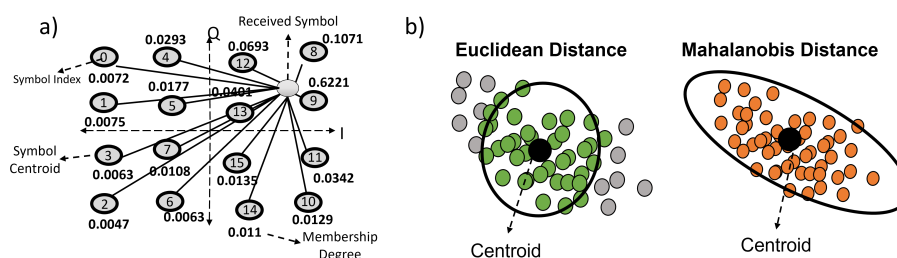 a)
Q
Received Symbol
0.0293
0.0693
0.1071
0
4
12
8
Symbol Index
0.0072
0.0177
0.0401
0.6221
1
5
13
9
0.0075
I
Symbol
Centroid
3
7
15
11
0.0063
0.0108
0.0135
0.0342
2
6
14
10
0.0047
0.0063
0.011
0.0129
Membership
Degree
b)
Euclidean Distance
Centroid
Mahalanobis Distance
Centroid